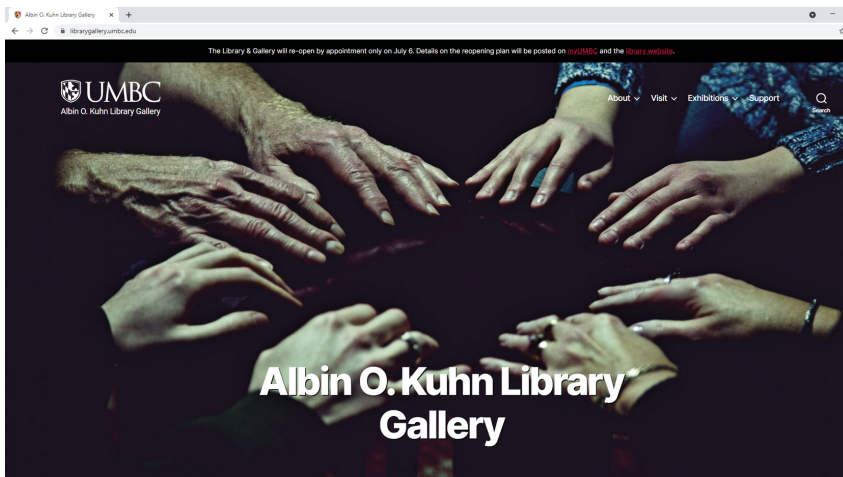 Albin O. Kuhn Library Gallery
librarygallery.umbc.edu
The Library & Gallery will re-open by appointment only on July 6. Details on the reopening plan will be posted on myUMBC and the library website.
UMBC
Albin O. Kuhn Library Gallery
About Visit Exhibitions Support
Search
Albin O. Kuhn Library
Gallery